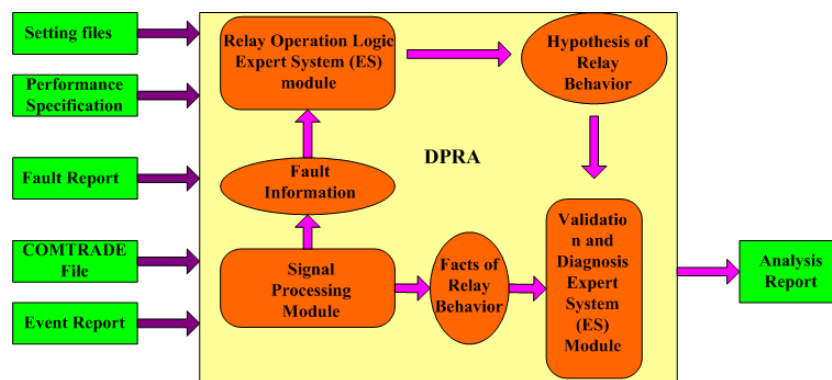 Setting files
Performance
Specification
Fault Report
COMTRADE
File
Event Report
Relay Operation Logic
Expert System (ES)
module
Hypothesis of
Relay
Behavior
DPRA
Fault
Information
Signal
Processing
Module
Facts of
Relay
Behavior
Validatio
n and
Diagnosis
Expert
System
(ES)
Module
Analysis
Report